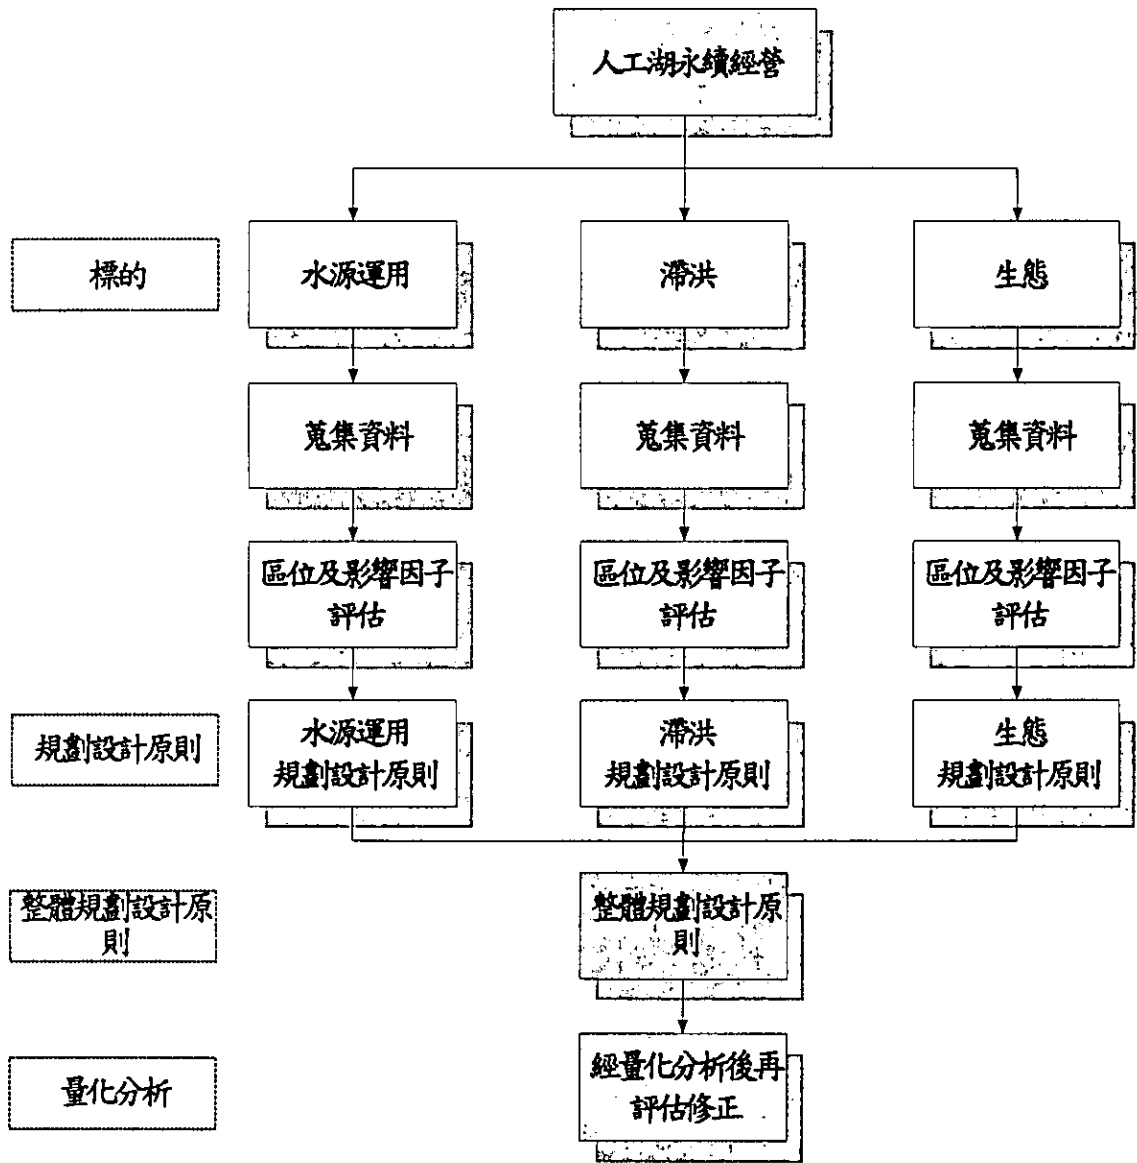 人工湖永續經營
標的
水源運用
滯洪
生態
蒐集資料
蒐集資料
蒐集資料
區位及影響因子
評估
區位及影響因子
評估
區位及影響因子
評估
規劃設計原則
水源運用
規劃設計原則
滯洪
規劃設計原則
生態
規劃設計原則
整體規劃設計原
則
整體規劃設計原
則
量化分析
經量化分析後再
評估修正